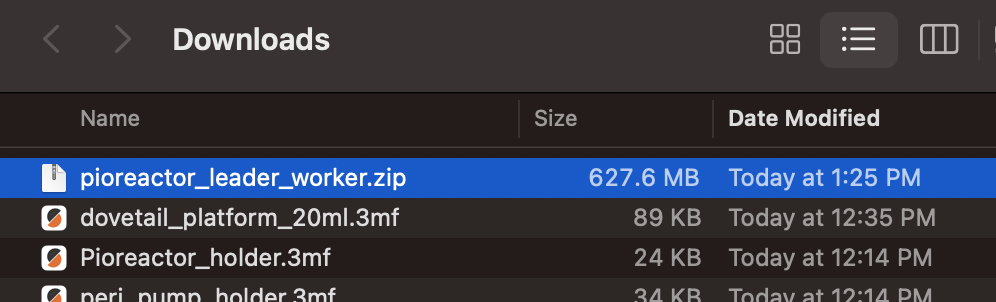 Downloads
Name Size Date Modified
pioreactor_leader_worker.zip 627.6 MB Today at 1:25 PM
dovetail_platform_20ml.3mf 89 KB Today at 12:35 PM
Pioreactor_holder.3mf 24 KB Today at 12:14 PM
peri_pump_holder.3mf 34 KB Today at 12:14 PM